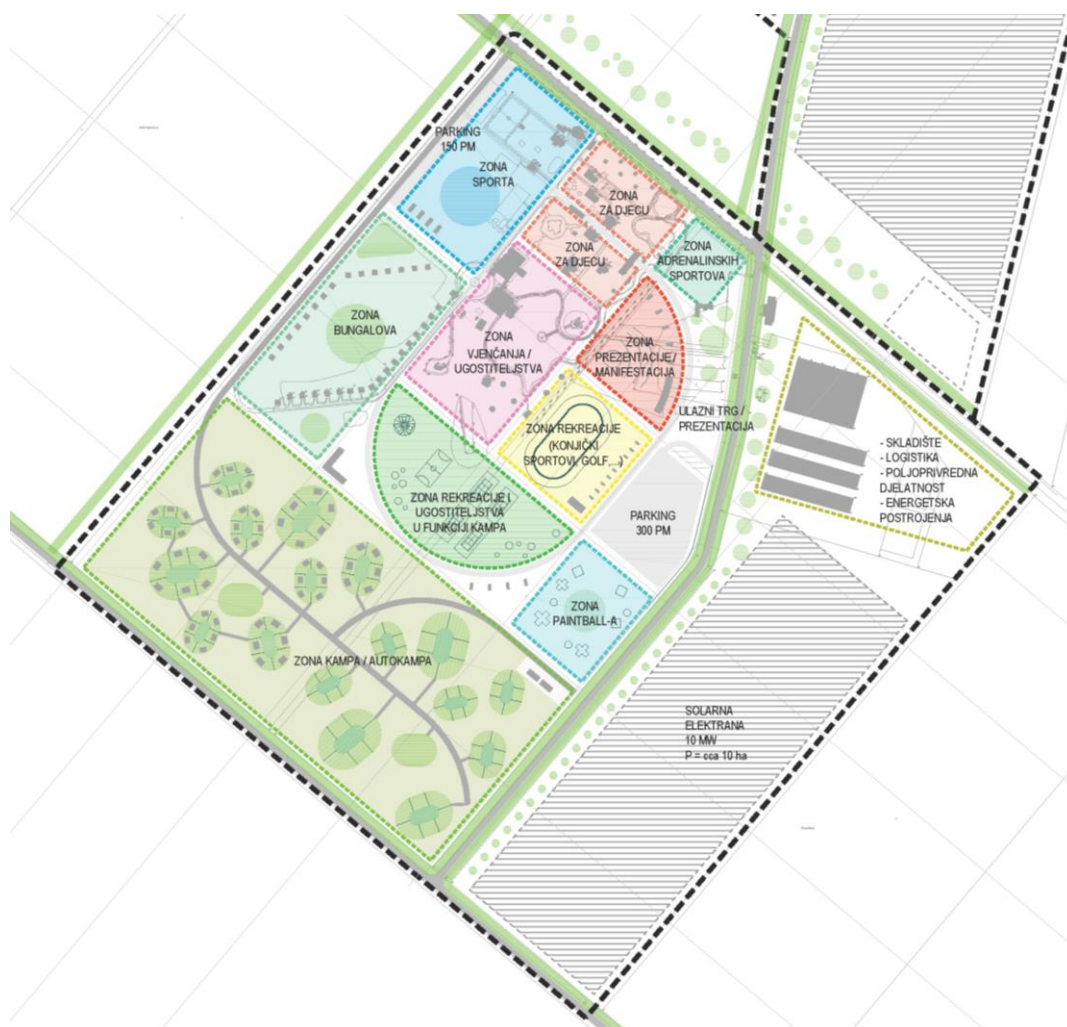 PARKING
150 PM
ZONA
SPORTA
ZONA
ZA DJECU
ZONA
ZA DJECU
ZONA
ADRENALINSKIH
SPORTOVA
ZONA
BUNGALOVA
ZONA
VJENČANJA /
UGOSTITELJSTVA
ZONA
PREZENTACIJE/
MANIFESTACIJA
ULAZNI TRG /
PREZENTACIJA
ZONA REKREACIJE
(KONJIČKI
SPORTOVI, GOLF,...)
- SKLADIŠTE
- LOGISTIKA
- POLJOPRIVREDNA
DJELATNOST
- ENERGETSKA
POSTROJENJA
ZONA REKREACIJE I
UGOSTITELJSTVA
U FUNKCIJI KAMPA
PARKING
300 PM
ZONA
PAINTBALL-A
ZONA KAMPA / AUTOKAMPA
SOLARNA
ELEKTRANA
10 MW
P = cca 10 ha